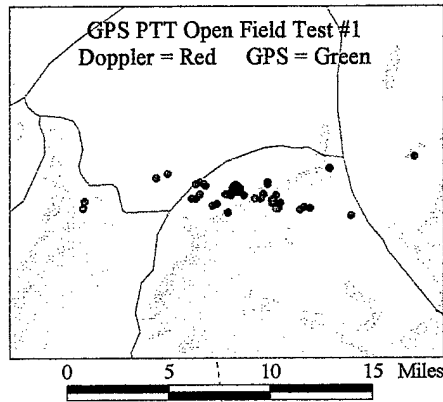 GPS PTT Open Field Test #1
Doppler = Red GPS = Green
0 5 10 15 Miles